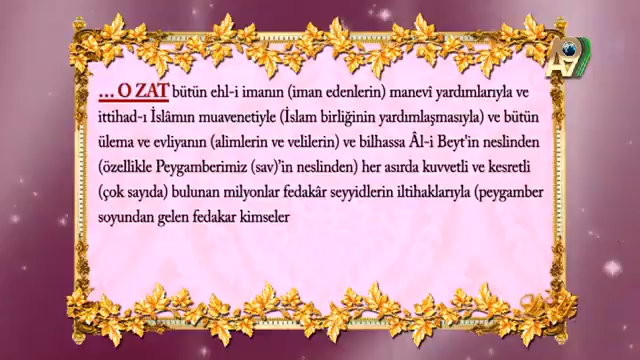 ... O ZAT bütün ehl-i imanın (iman edenlerin) manevî yardımlarıyla ve
ittihad-ı İslâmın muavenetiyle (İslam birliğinin yardımlaşmasıyla) ve bütün
ülema ve evliyanın (alimlerin ve velilerin) ve bilhassa Âl-i Beyt'in neslinden
(özellikle Peygamberimiz (sav)'in neslinden) her asırda kuvvetli ve kesretli
(çok sayıda) bulunan milyonlar fedakâr seyyidlerin iltihaklarıyla (peygamber
soyundan gelen fedakar kimseler
A9